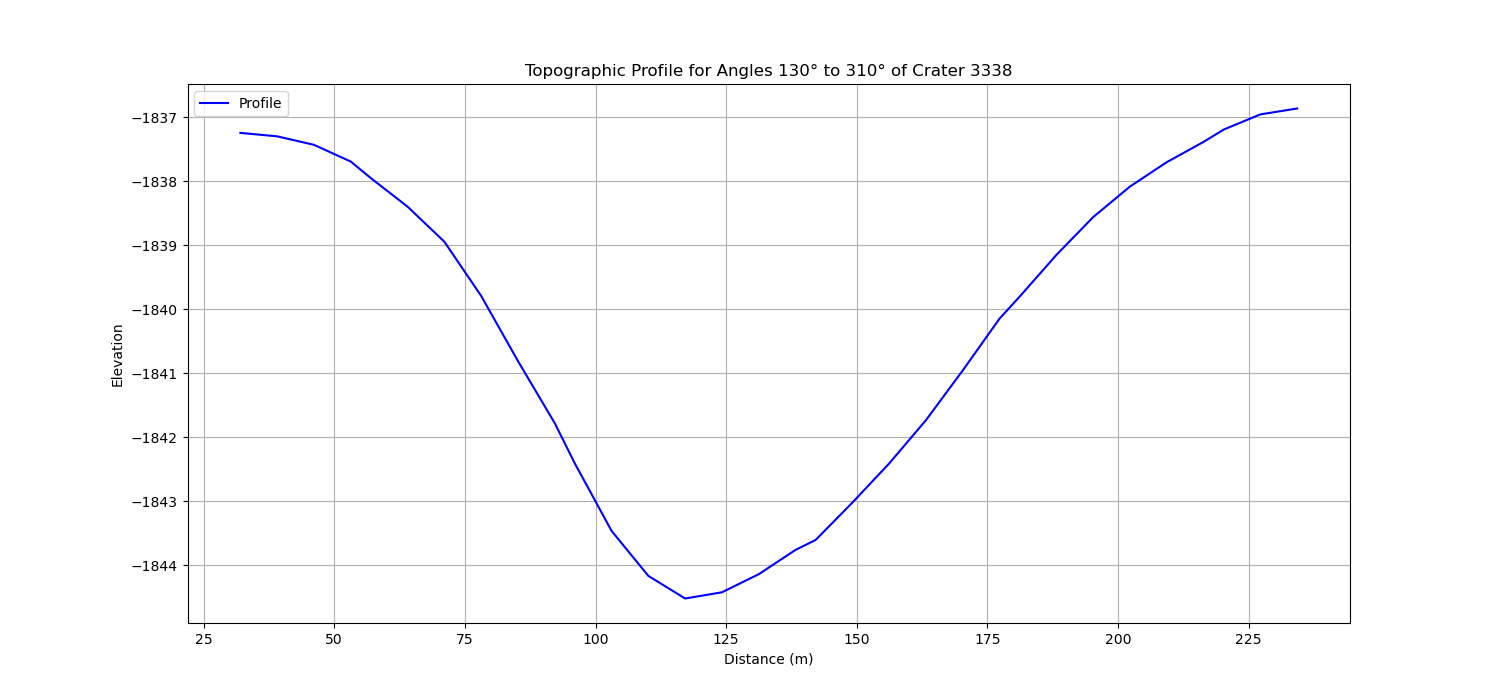 Topographic Profile for Angles 130° to 310° of Crater 3338
Profile
−1837
−1838
−1839
−1840
−1841
−1842
−1843
−1844
Elevation
25 50 75 100 125 150 175 200 225
Distance (m)